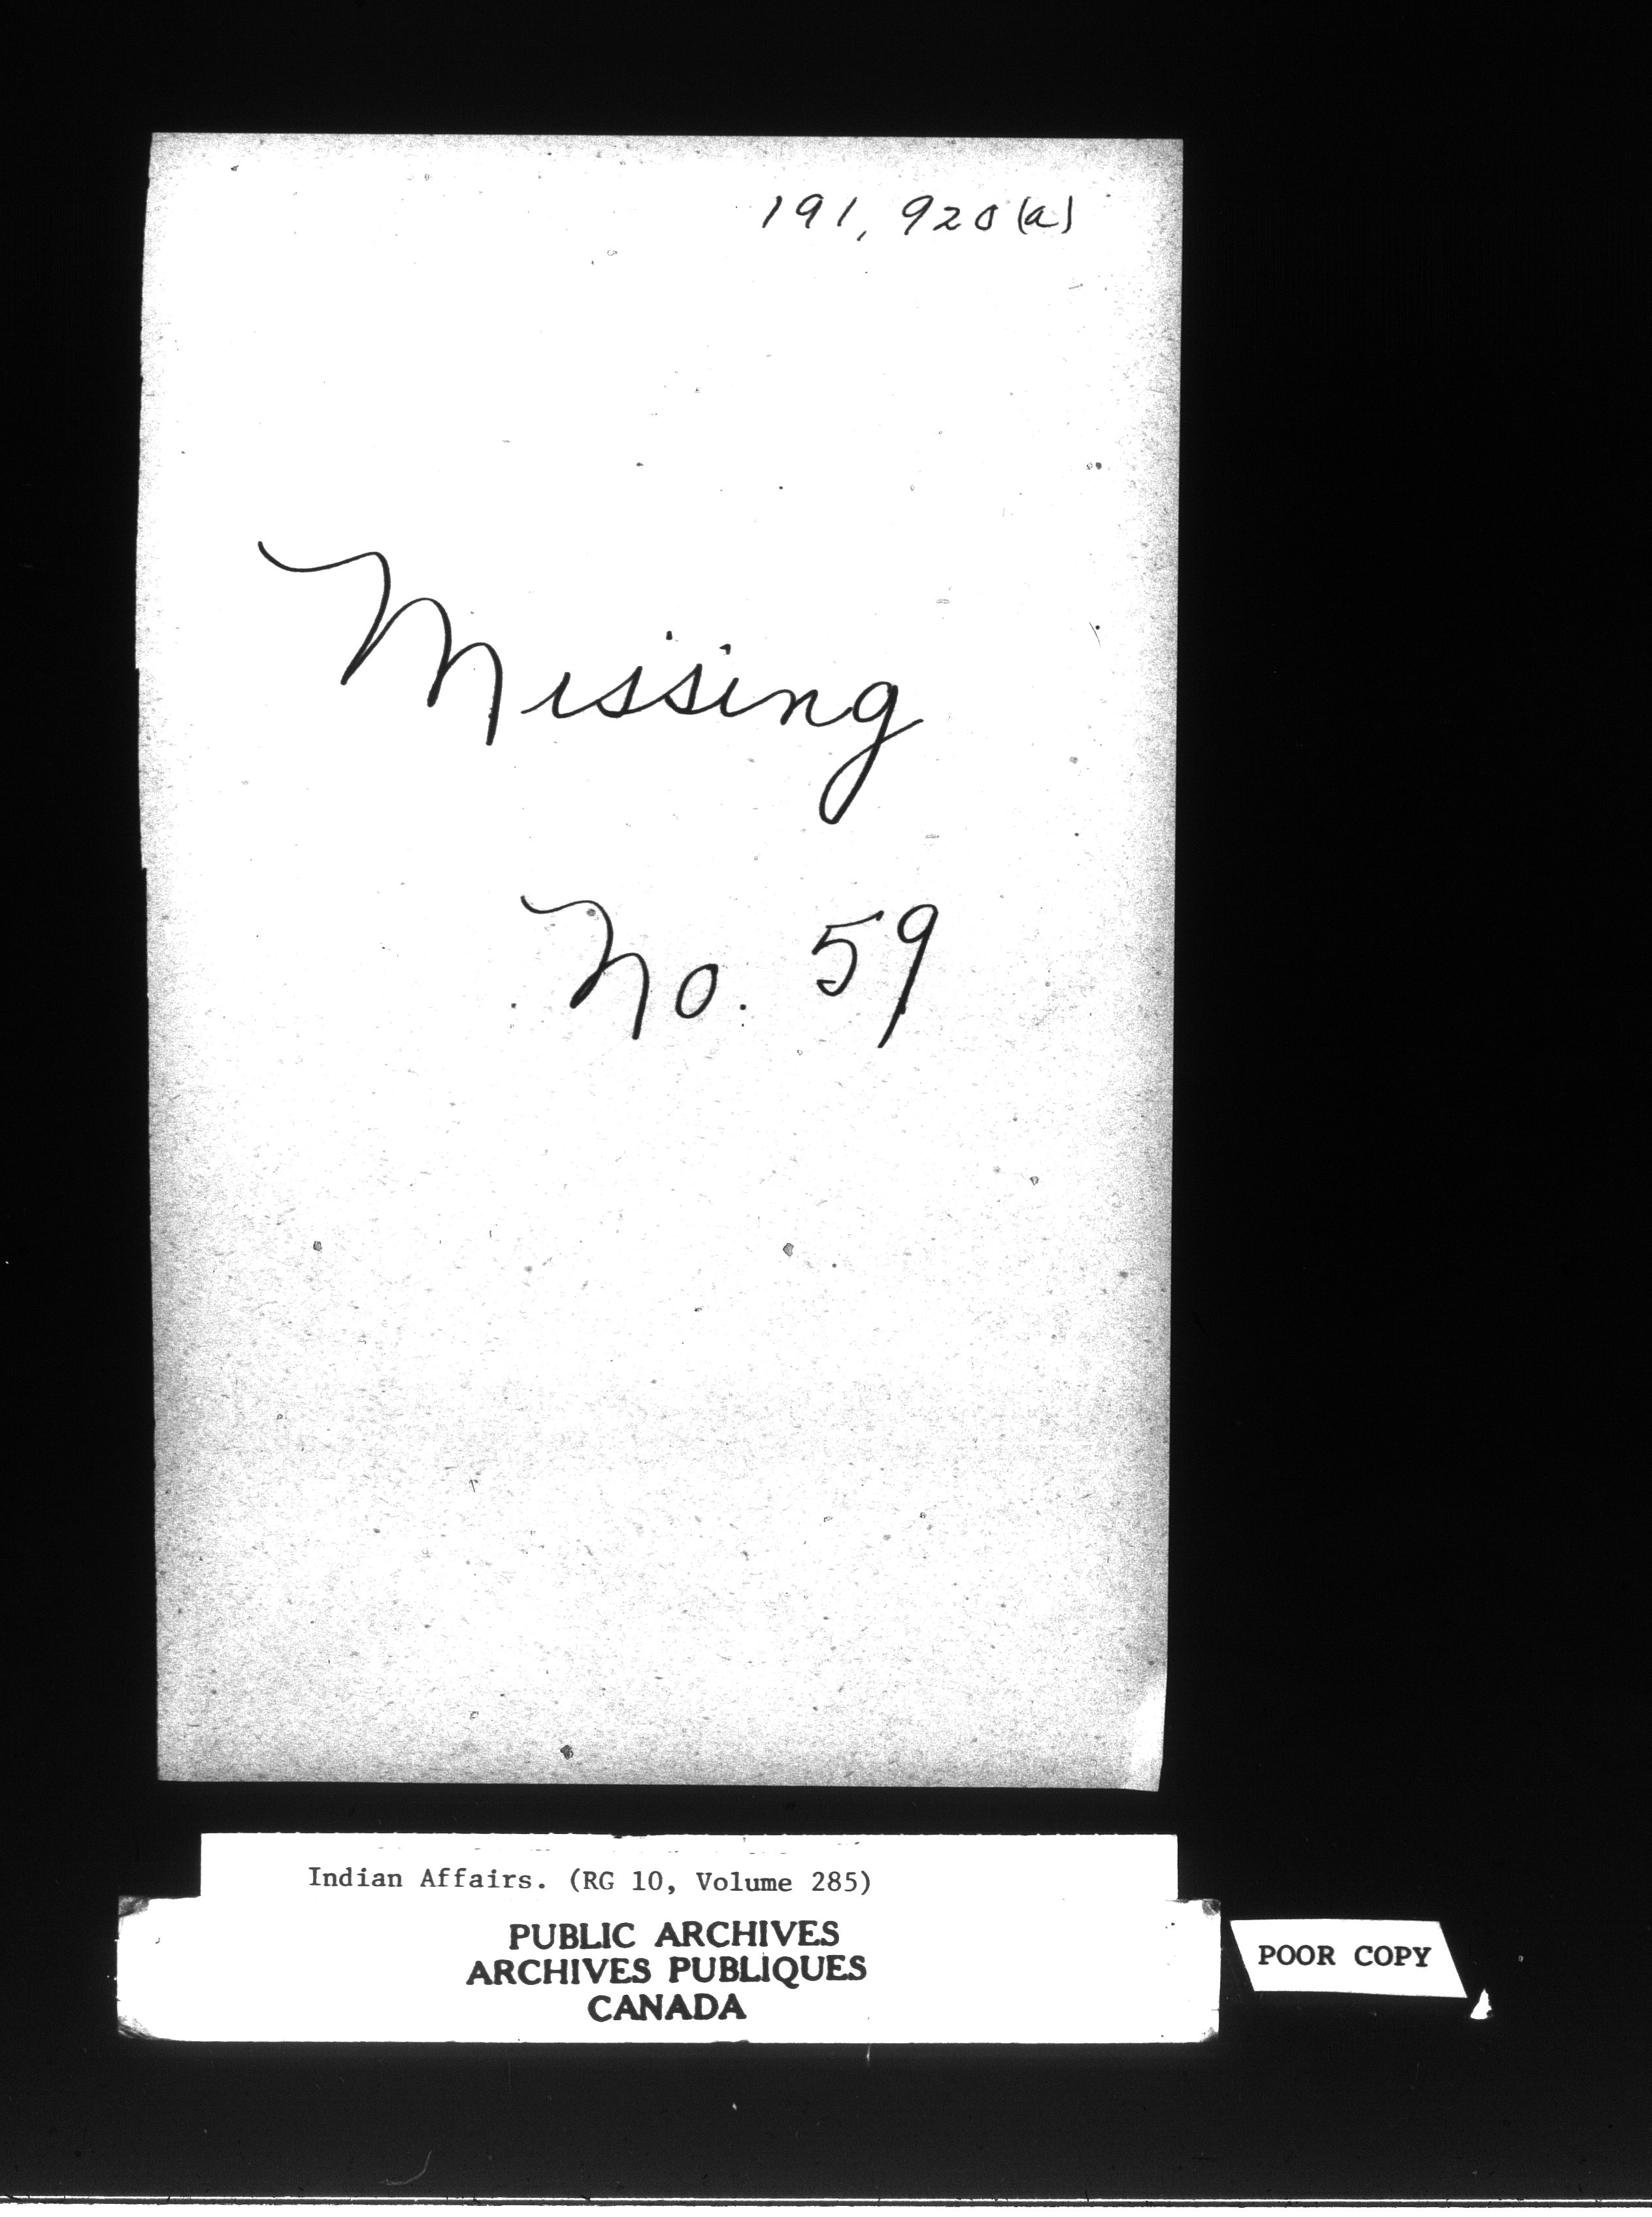 191,920(a)
Missing
No. 59
Indian Affairs. (RG 10, Volume 285)
PUBLIC ARCHIVES
ARCHIVES PUBLIQUES
CANADA
POOR COPY